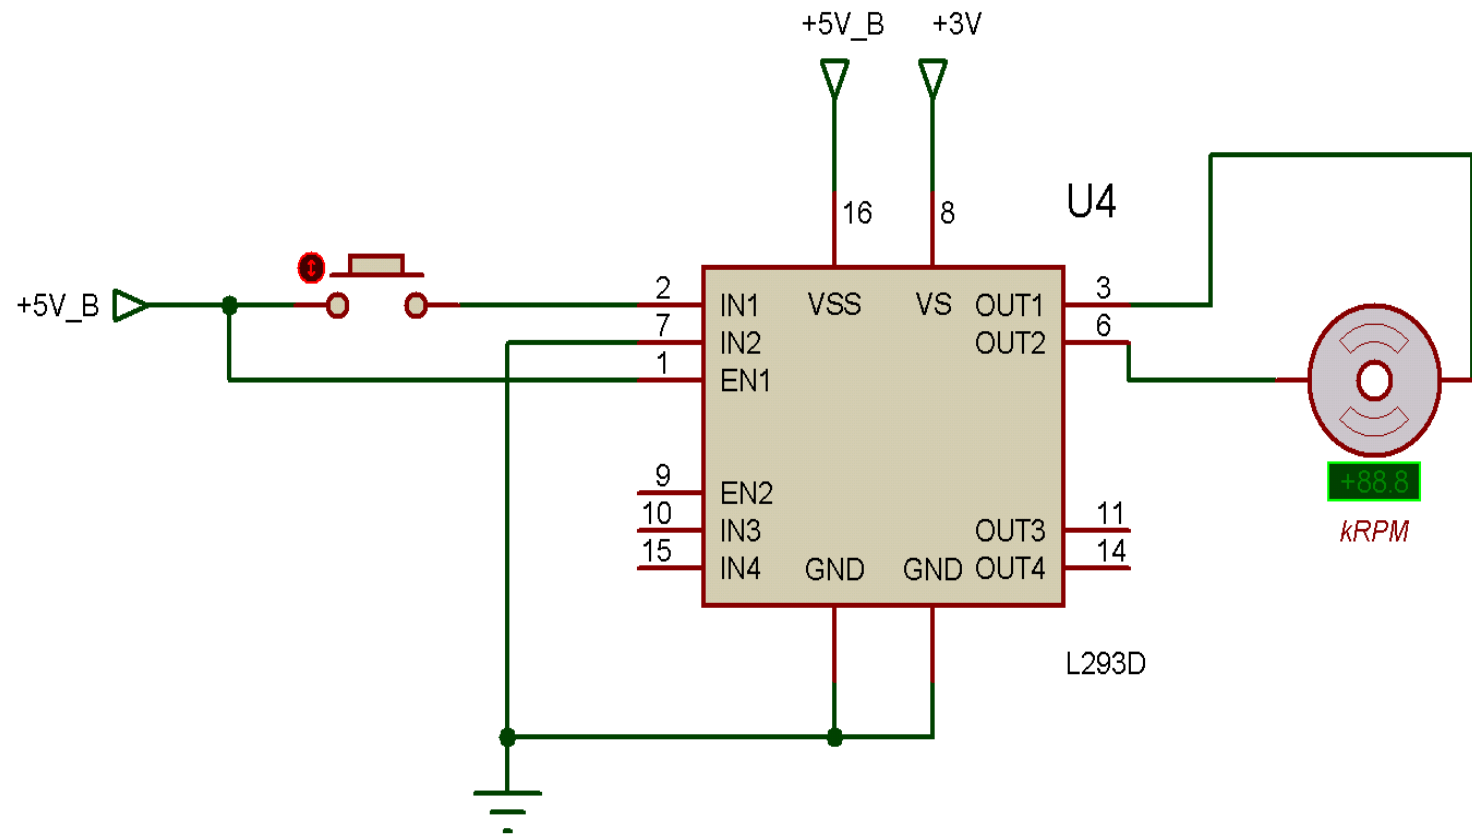 +5V_B +3V
16 8 U4
+5V_B
2 IN1 VSS VS OUT1 3
7 IN2 OUT2 6
1 EN1
9 EN2
+88.8
10 IN3 OUT3 11
kRPM
15 IN4 GND GND OUT4 14
L293D